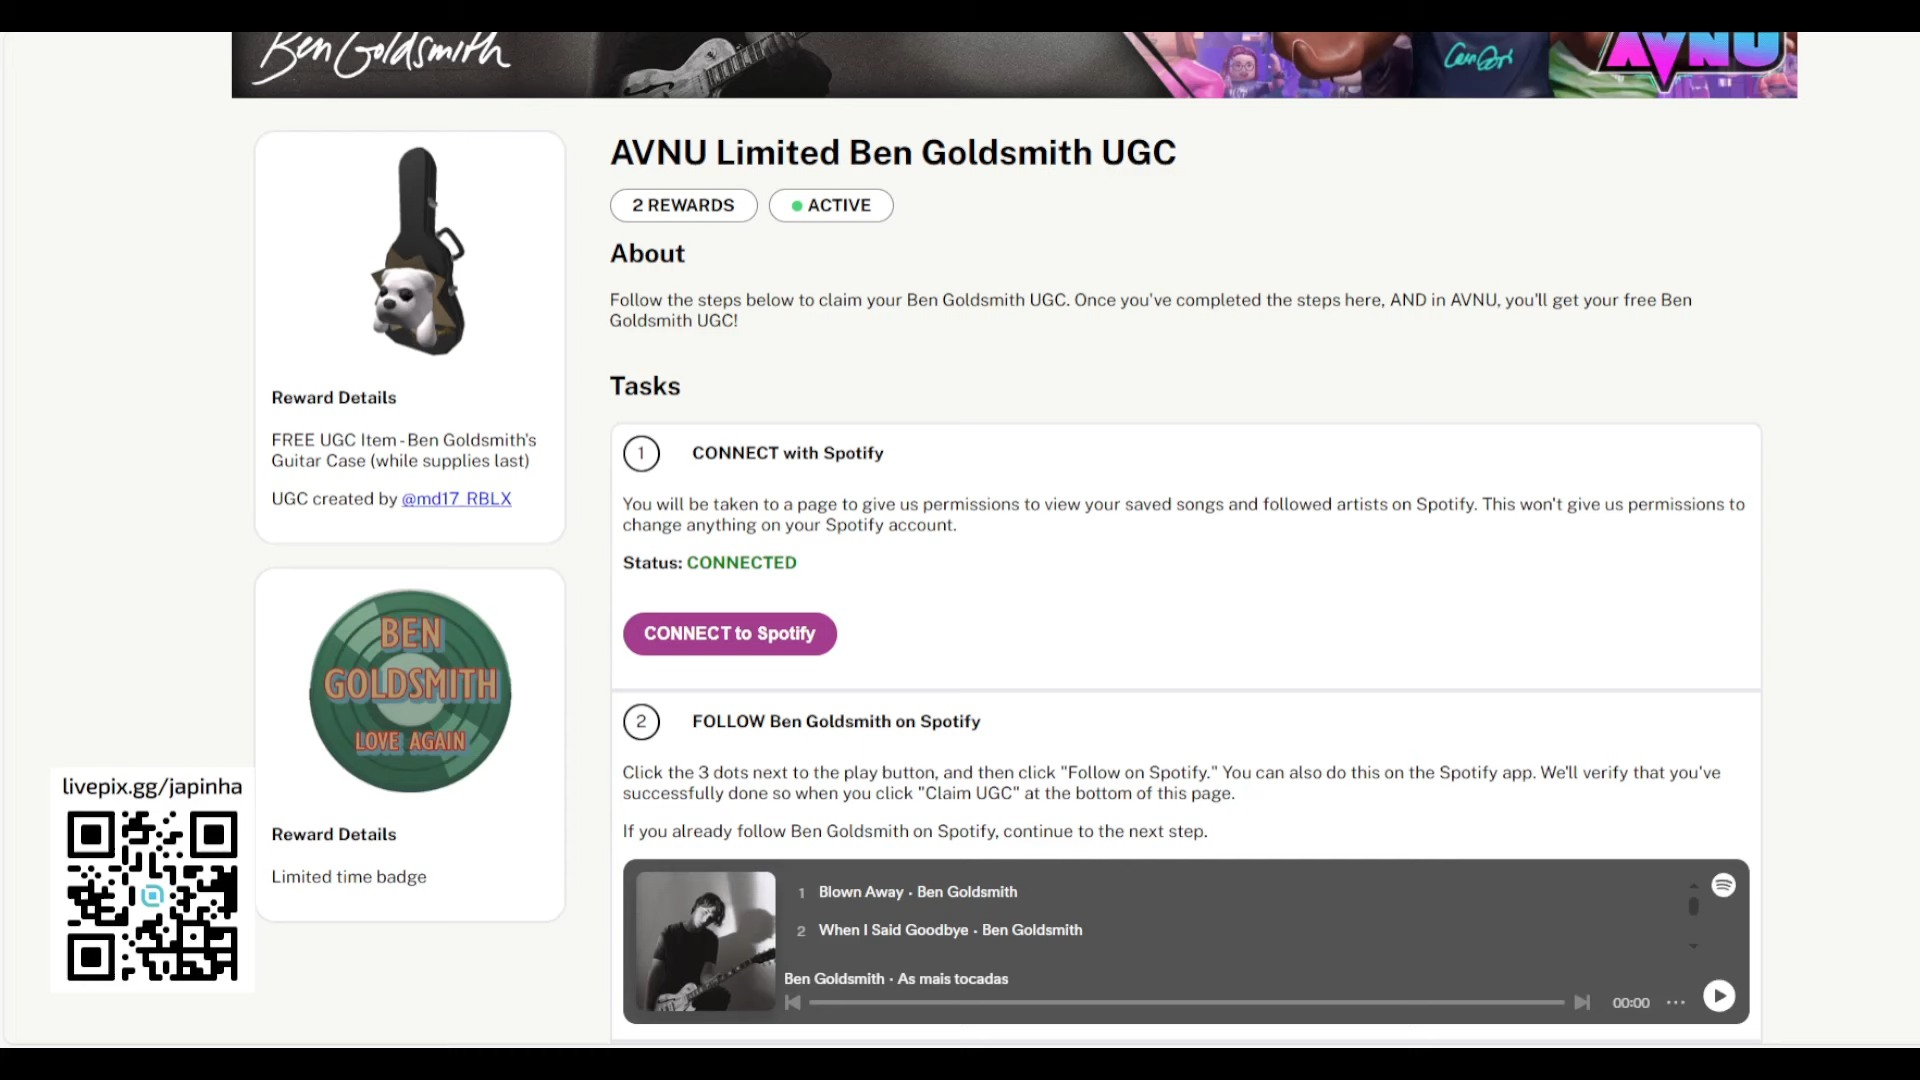 Ben Goldsmith
AVNU
AVNU Limited Ben Goldsmith UGC
2 REWARDS
ACTIVE
About
Follow the steps below to claim your Ben Goldsmith UGC. Once you've completed the steps here, AND in AVNU, you'll get your free Ben
Goldsmith UGC!
Reward Details
FREE UGC Item - Ben Goldsmith's
Guitar Case (while supplies last)
UGC created by @md17_RBLX
BEN
GOLDSMITH
LOVE AGAIN
Reward Details
Limited time badge
livepix.gg/japinha
Tasks
1
CONNECT with Spotify
You will be taken to a page to give us permissions to view your saved songs and followed artists on Spotify. This won't give us permissions to
change anything on your Spotify account.
Status: CONNECTED
CONNECT to Spotify
2
FOLLOW Ben Goldsmith on Spotify
Click the 3 dots next to the play button, and then click "Follow on Spotify." You can also do this on the Spotify app. We'll verify that you've
successfully done so when you click "Claim UGC" at the bottom of this page.
If you already follow Ben Goldsmith on Spotify, continue to the next step.
1 Blown Away · Ben Goldsmith
2 When I Said Goodbye · Ben Goldsmith
Ben Goldsmith · As mais tocadas
00:00